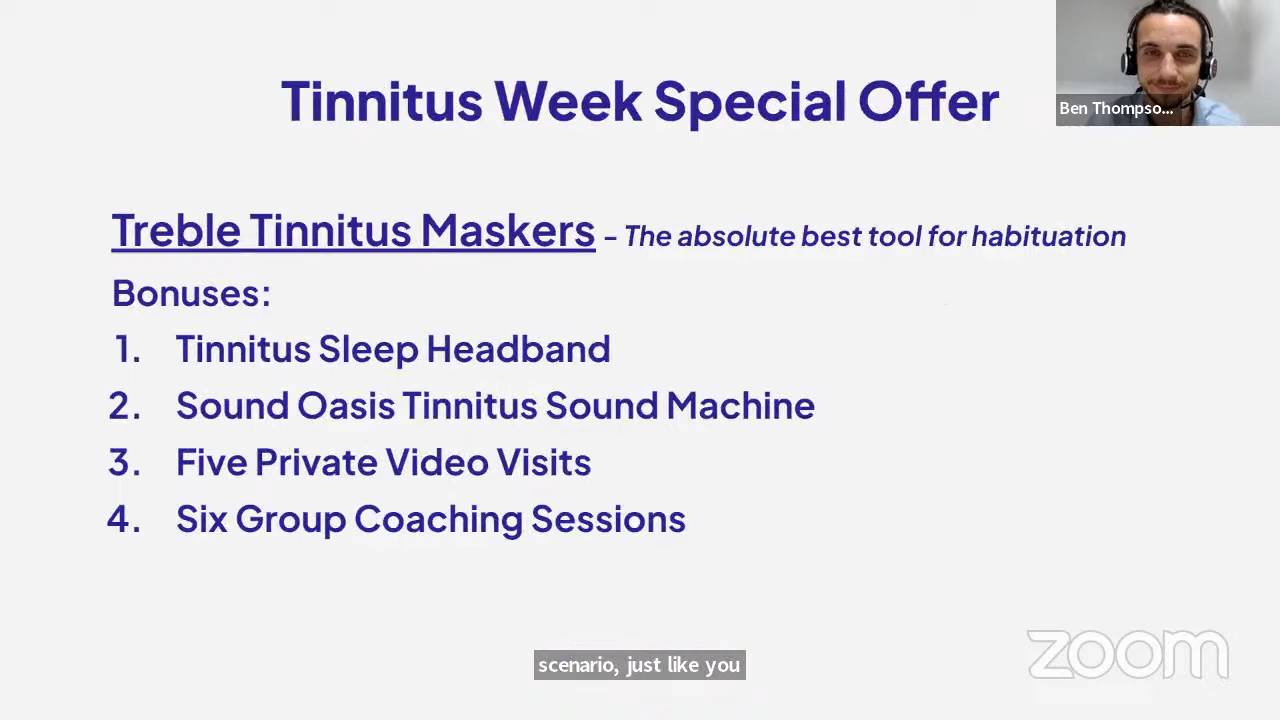 Tinnitus Week Special Offer
Ben Thompso...
Treble Tinnitus Maskers - The absolute best tool for habituation
Bonuses:
1. Tinnitus Sleep Headband
2. Sound Oasis Tinnitus Sound Machine
3. Five Private Video Visits
4. Six Group Coaching Sessions
scenario, just like you
zoom